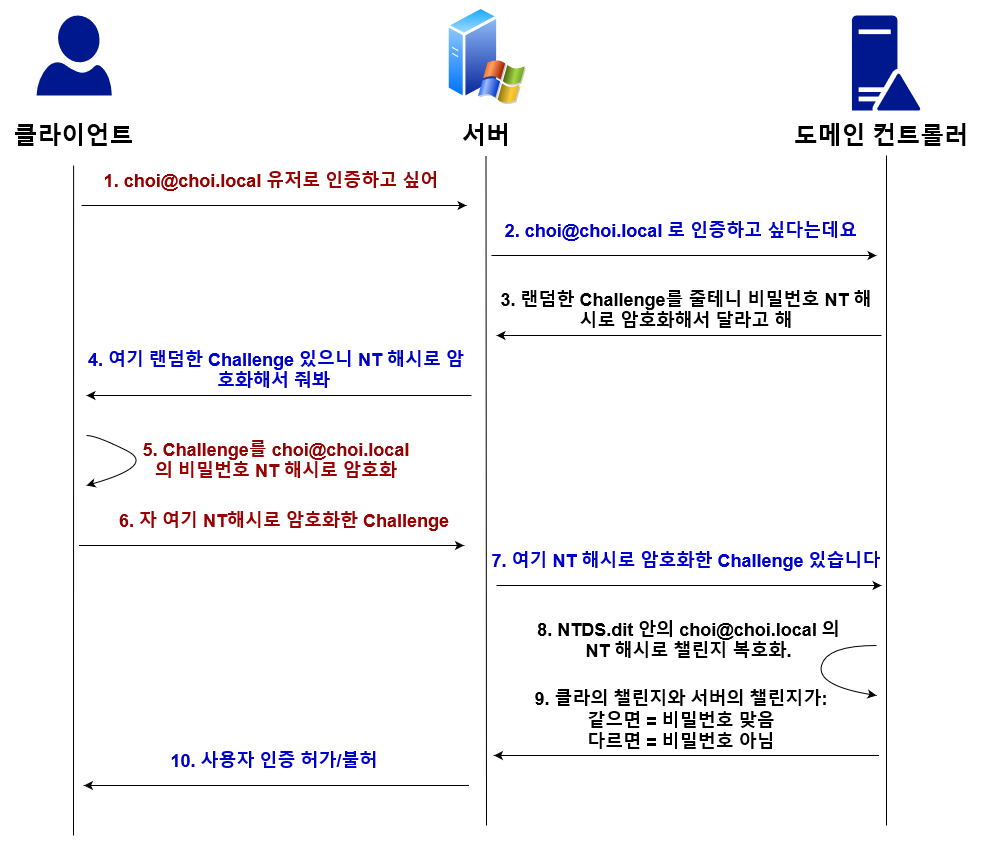 클라이언트
서버
도메인 컨트롤러
1. choi@choi.local 유저로 인증하고 싶어
2. choi@choi.local 로 인증하고 싶다는데요
3. 랜덤한 Challenge를 줄테니 비밀번호 NT 해
시로 암호화해서 달라고 해
4. 여기 랜덤한 Challenge 있으니 NT 해시로 암
호화해서 줘봐
5. Challenge를 choi@choi.local
의 비밀번호 NT 해시로 암호화
6. 자 여기 NT해시로 암호화한 Challenge
7. 여기 NT 해시로 암호화한 Challenge 있습니다
8. NTDS.dit 안의 choi@choi.local 의
NT 해시로 챌린지 복호화.
9. 클라의 챌린지와 서버의 챌린지가:
같으면 = 비밀번호 맞음
다르면 = 비밀번호 아님
10. 사용자 인증 허가/불허